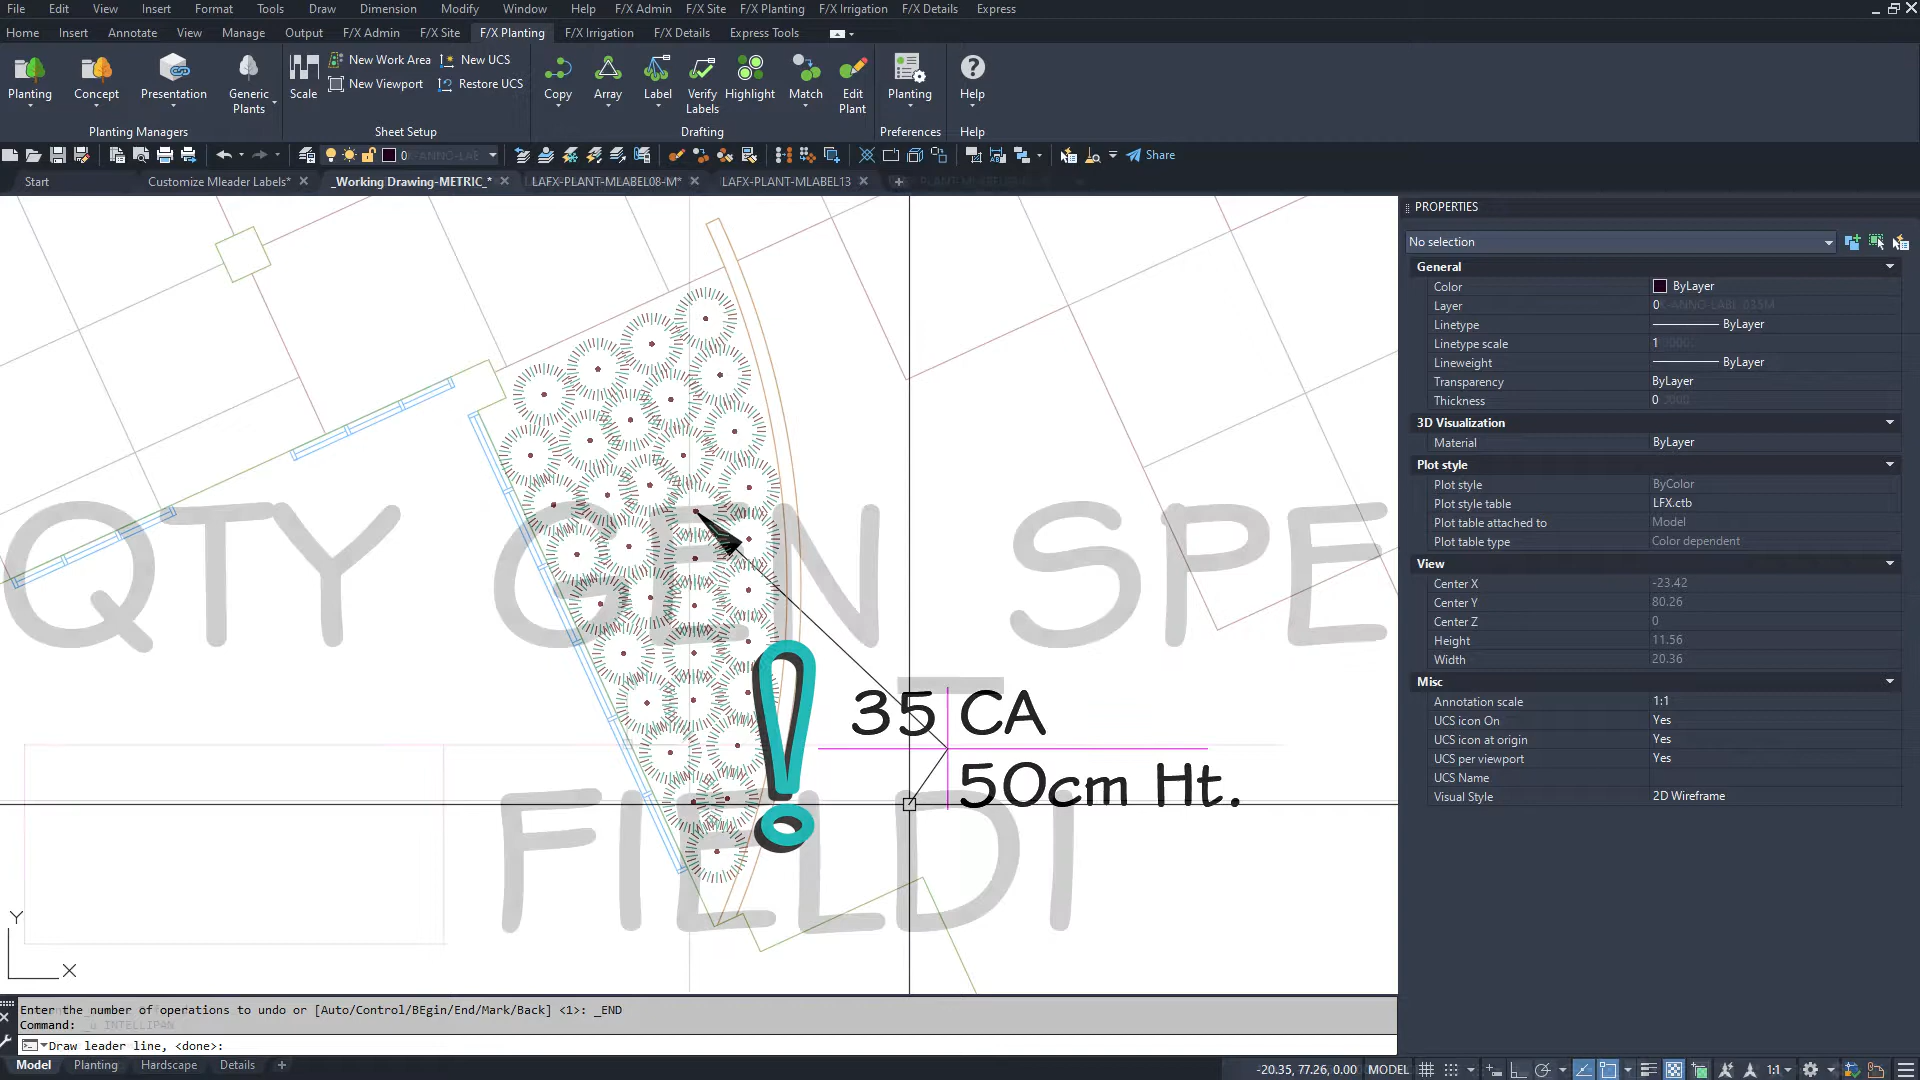 File Edit View Insert Format Tools Draw Dimension Modify Window Help F/X Admin F/X Site F/X Planting F/X Irrigation F/X Details Express
Home Insert Annotate View Manage Output F/X Admin F/X Site F/X Planting F/X Irrigation F/X Details Express Tools
Planting Concept Presentation Generic Plants Scale New Work Area New UCS New Viewport Restore UCS Copy Array Label Verify Labels Highlight Match Edit Plant Planting Help
Planting Managers Sheet Setup Drafting Preferences Help
0 Share
Start Customize Mleader Labels* _Working Drawing-METRIC_* LAFX-PLANT-MLABEL08-M* LAFX-PLANT-MLABEL13
PROPERTIES
No selection
General
Color ByLayer
Layer 0
Linetype ByLayer
Linetype scale 1
Lineweight ByLayer
Transparency ByLayer
Thickness 0
3D Visualization
Material ByLayer
Plot style
Plot style ByColor
Plot style table LFX.ctb
Plot table attached to Model
Plot table type Color dependent
View
Center X -23.42
Center Y 80.26
Center Z 0
Height 11.56
Width 20.36
Misc
Annotation scale 1:1
UCS icon On Yes
UCS icon at origin Yes
UCS per viewport Yes
UCS Name
Visual Style 2D Wireframe
QTY GEN SPE
35 CA
50cm Ht.
FIELD1
!
Y
X
Enter the number of operations to undo or [Auto/Control/BEgin/End/Mark/Back] <1>: _END
Command: _u INTELLIPAN
Draw leader line, <done>:
Model Planting Hardscape Details +
-20.35, 77.26, 0.00 MODEL 1:1